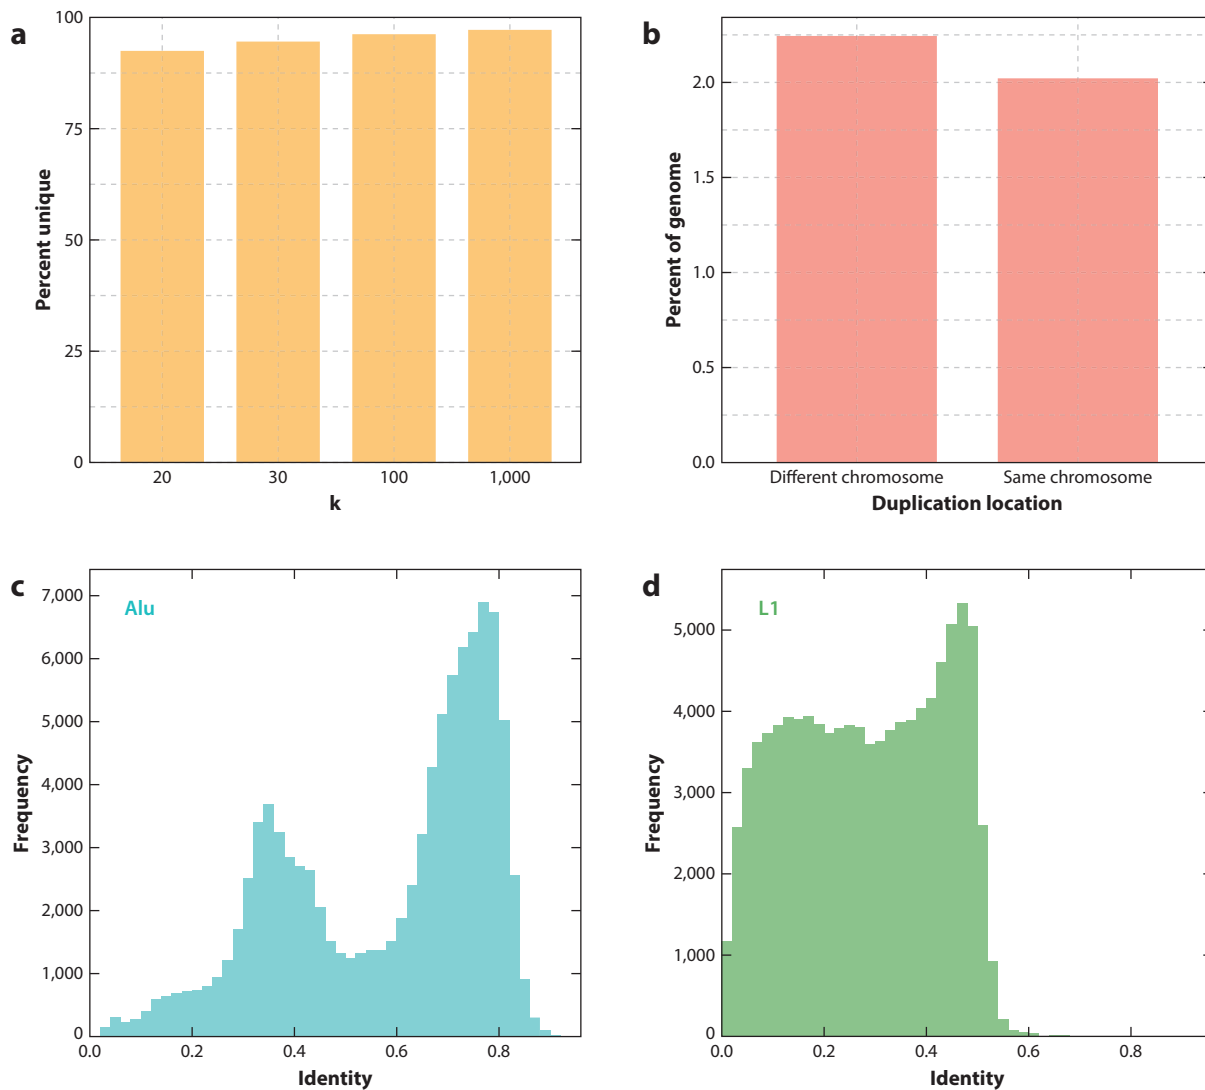 a
100
75
50
25
0
Percent unique
20 30 100 1,000
k
b
2.0
1.5
1.0
0.5
0.0
Percent of genome
Different chromosome Same chromosome
Duplication location
c
Alu
7,000
6,000
5,000
4,000
3,000
2,000
1,000
0
Frequency
0.0 0.2 0.4 0.6 0.8
Identity
d
L1
5,000
4,000
3,000
2,000
1,000
0
Frequency
0.0 0.2 0.4 0.6 0.8
Identity